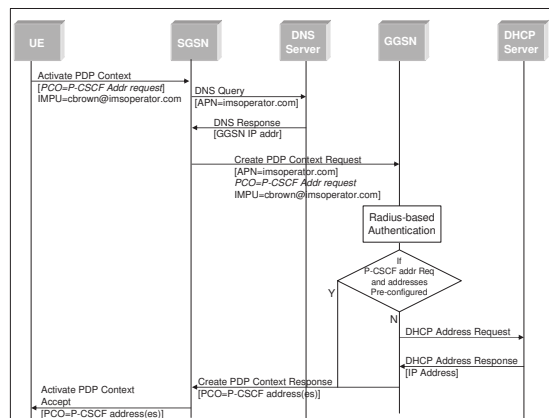 UE
SGSN
DNS
Server
GGSN
DHCP
Server
Activate PDP Context
[PCO=P-CSCF Addr request]
IMPU=cbrown@imsoperator.com
DNS Query
[APN=imsoperator.com]
DNS Response
[GGSN IP addr]
Create PDP Context Request
[APN=imsoperator.com]
PCO=P-CSCF Addr request
IMPU=cbrown@imsoperator.com]
Radius-based
Authentication
If
P-CSCF addr Req
and addresses
Pre-configured
Y
N
DHCP Address Request
DHCP Address Response
[IP Address]
Create PDP Context Response
[PCO=P-CSCF address(es)]
Activate PDP Context
Accept
[PCO=P-CSCF address(es)]